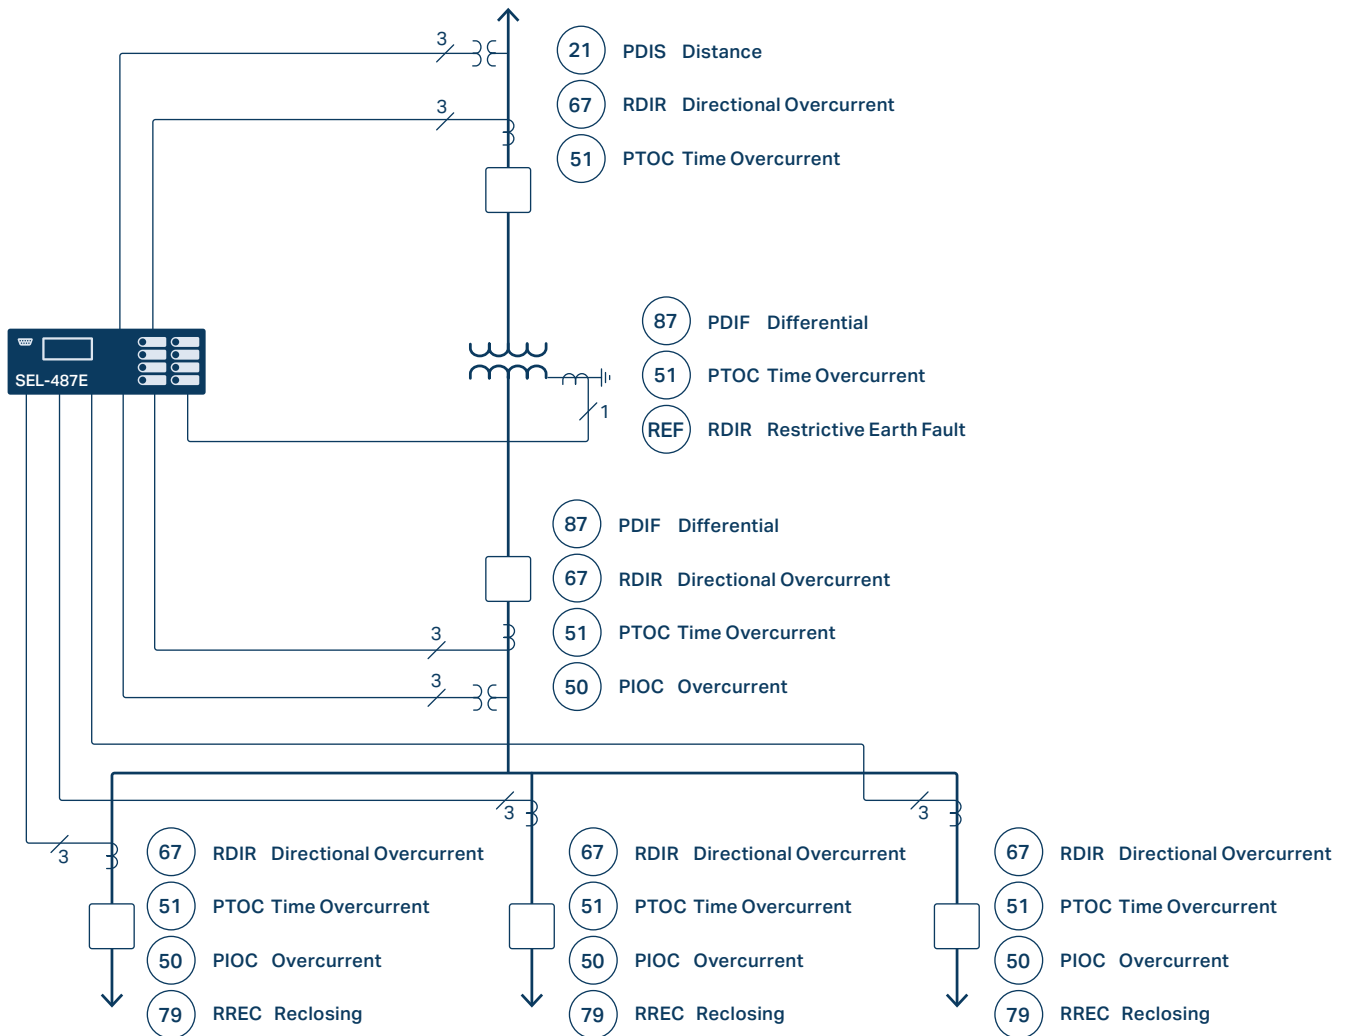 3
21 PDIS Distance
3
67 RDIR Directional Overcurrent
51 PTOC Time Overcurrent
87 PDIF Differential
SEL-487E
51 PTOC Time Overcurrent
1
REF RDIR Restrictive Earth Fault
87 PDIF Differential
67 RDIR Directional Overcurrent
3
51 PTOC Time Overcurrent
3
50 PIOC Overcurrent
3
3
3
67 RDIR Directional Overcurrent
51 PTOC Time Overcurrent
50 PIOC Overcurrent
79 RREC Reclosing
67 RDIR Directional Overcurrent
51 PTOC Time Overcurrent
50 PIOC Overcurrent
79 RREC Reclosing
67 RDIR Directional Overcurrent
51 PTOC Time Overcurrent
50 PIOC Overcurrent
79 RREC Reclosing